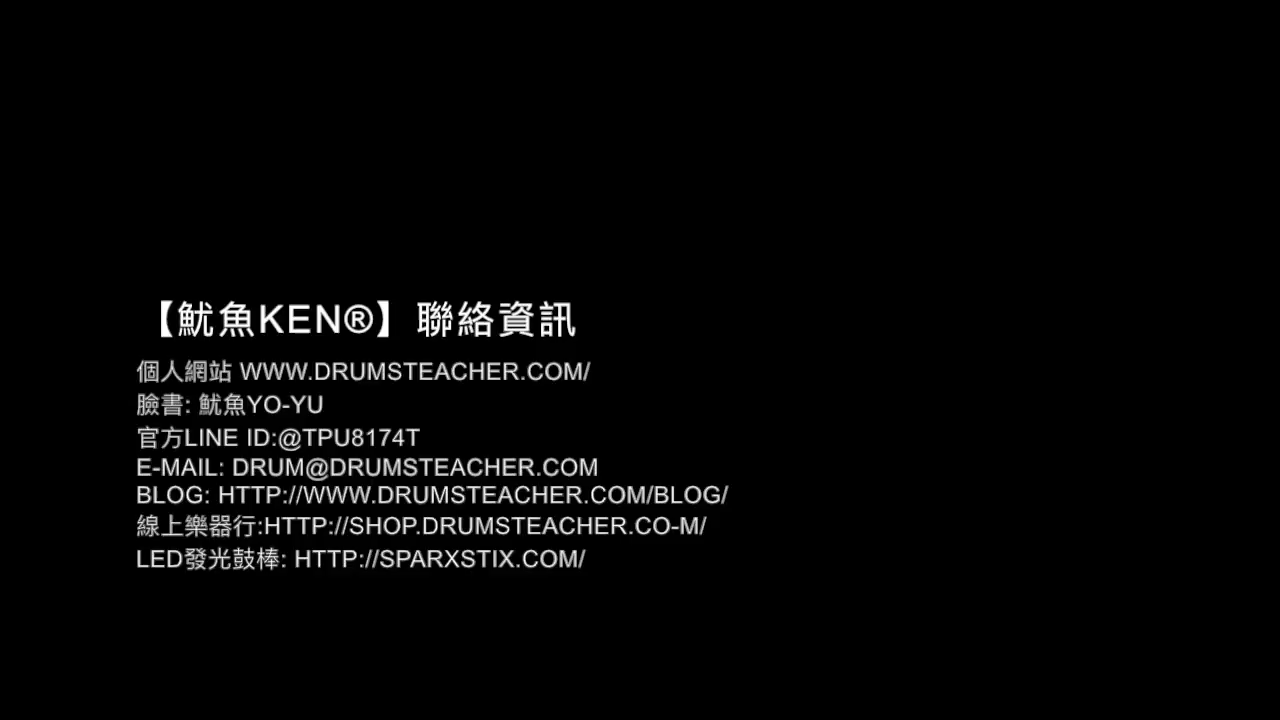 【魷魚KEN®】聯絡資訊
個人網站 WWW.DRUMSTEACHER.COM/
臉書: 魷魚YO-YU
官方LINE ID:@TPU8174T
E-MAIL: DRUM@DRUMSTEACHER.COM
BLOG: HTTP://WWW.DRUMSTEACHER.COM/BLOG/
線上樂器行:HTTP://SHOP.DRUMSTEACHER.CO-M/
LED發光鼓棒: HTTP://SPARXSTIX.COM/